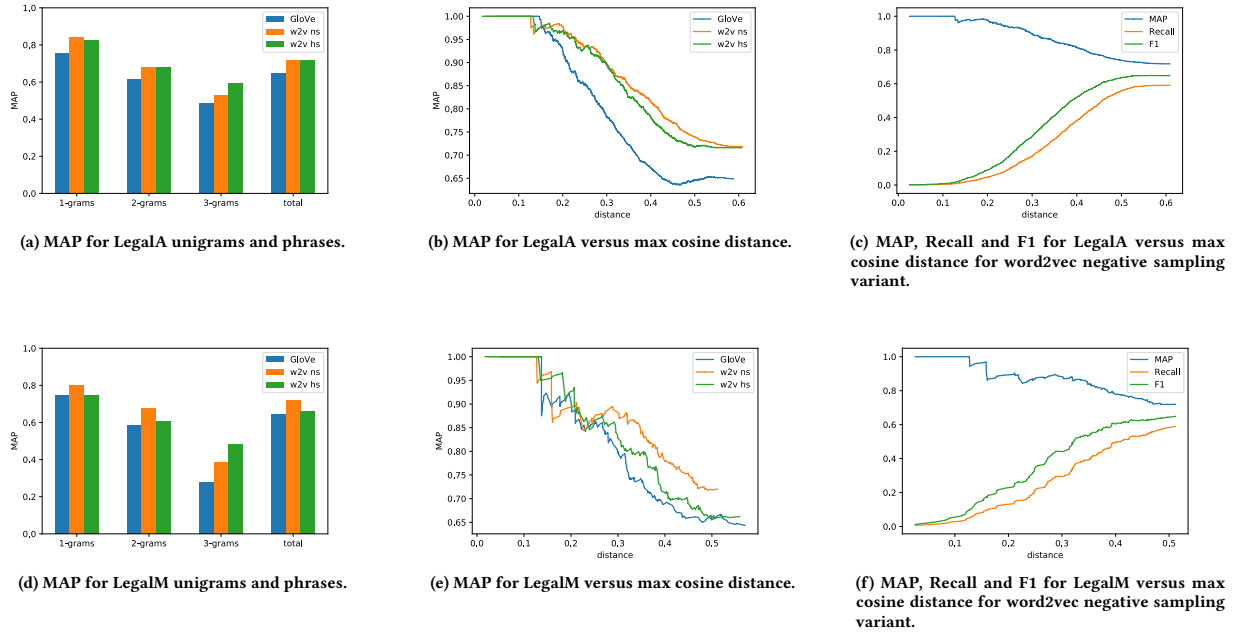 1.0
0.8
0.6
0.4
0.2
0.0
MAP
GloVe
w2v ns
w2v hs
1-grams
2-grams
3-grams
total
(a) MAP for LegalA unigrams and phrases.
1.00
0.95
0.90
0.85
0.80
0.75
0.70
0.65
MAP
GloVe
w2v ns
w2v hs
0.0
0.1
0.2
0.3
0.4
0.5
0.6
distance
(b) MAP for LegalA versus max cosine distance.
1.0
0.8
0.6
0.4
0.2
0.0
MAP
Recall
F1
0.0
0.1
0.2
0.3
0.4
0.5
0.6
distance
(c) MAP, Recall and F1 for LegalA versus max
cosine distance for word2vec negative sampling
variant.
1.0
0.8
0.6
0.4
0.2
0.0
MAP
GloVe
w2v ns
w2v hs
1-grams
2-grams
3-grams
total
(d) MAP for LegalM unigrams and phrases.
1.00
0.95
0.90
0.85
0.80
0.75
0.70
0.65
MAP
GloVe
w2v ns
w2v hs
0.0
0.1
0.2
0.3
0.4
0.5
distance
(e) MAP for LegalM versus max cosine distance.
1.0
0.8
0.6
0.4
0.2
0.0
MAP
Recall
F1
0.1
0.2
0.3
0.4
0.5
distance
(f) MAP, Recall and F1 for LegalM versus max
cosine distance for word2vec negative sampling
variant.